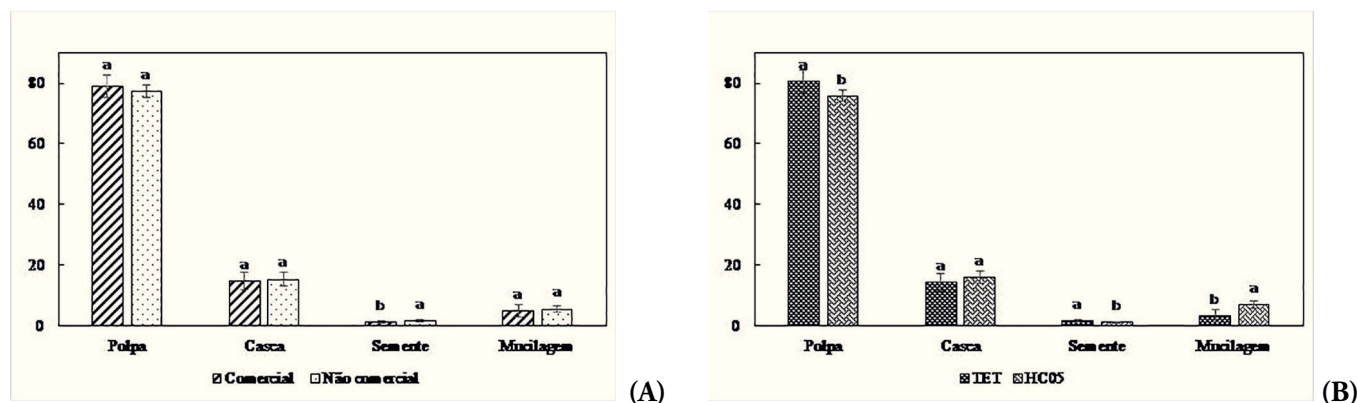 a a a a b a a a
80
60
40
20
0
Polpa Casca Semente Mucilagem
Comercial Não comercial
(A)
a b a a a b b a
80
60
40
20
0
Polpa Casca Semente Mucilagem
TET HC05
(B)